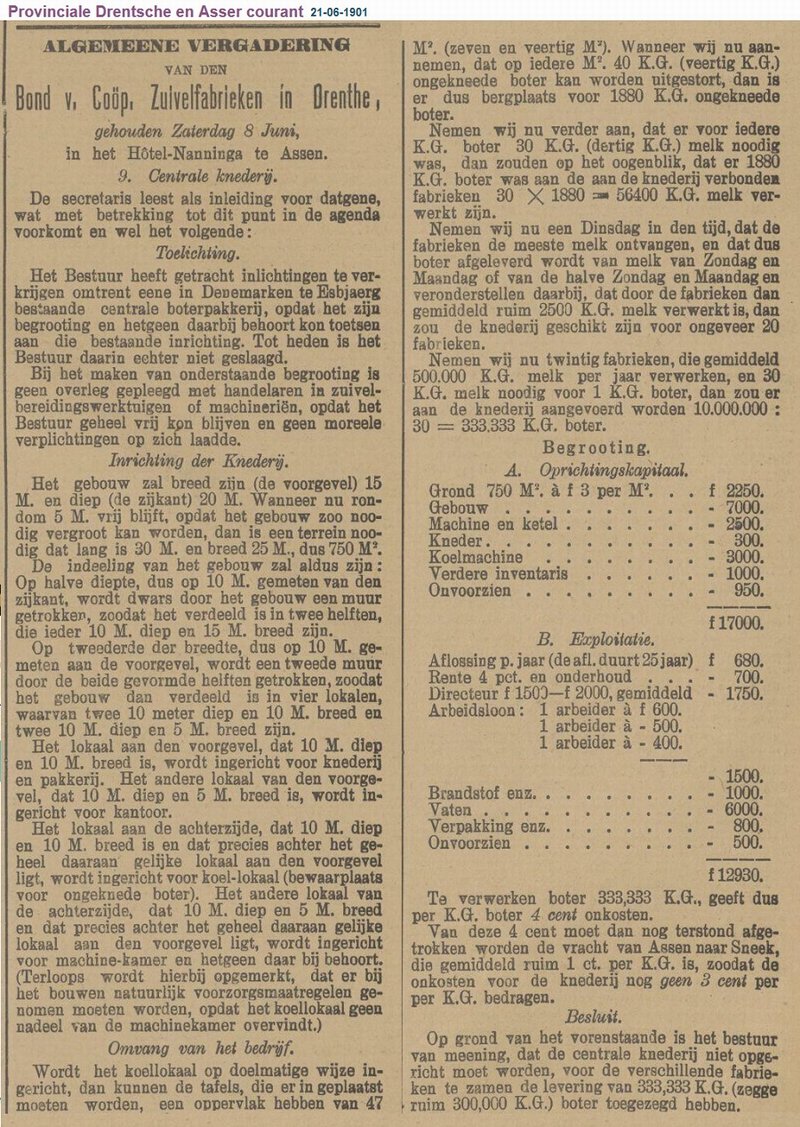 Provinciale Drentsche en Asser courant 21-06-1901
ALGEMEENE VERGADERING
VAN DEN
Bond v. Coöp. Zuivelfabrieken in Drenthe,
gehouden Zaterdag 8 Juni,
in het Hôtel-Nanninga te Assen.
9. Centrale knederij.
De secretaris leest als inleiding voor datgene,
wat met betrekking tot dit punt in de agenda
voorkomt en wel het volgende:
Toelichting.
Het Bestuur heeft getracht inlichtingen te ver-
krijgen omtrent eene in Denemarken te Esbjaerg
bestaande centrale boterpakkerij, opdat het zijn
begrooting en hetgeen daarbij behoort kon toetsen
aan die bestaande inrichting. Tot heden is het
Bestuur daarin echter niet geslaagd.
Bij het maken van onderstaande begrooting is
geen overleg gepleegd met handelaren in zuivel-
bereidingswerktuigen of machineriën, opdat het
Bestuur geheel vrij kon blijven en geen moreele
verplichtingen op zich laadde.
Inrichting der Knederij.
Het gebouw zal breed zijn (de voorgevel) 15
M. en diep (de zijkant) 20 M. Wanneer nu ron-
dom 5 M. vrij blijft, opdat het gebouw zoo noo-
dig vergroot kan worden, dan is een terrein noo-
dig dat lang is 30 M. en breed 25 M., dus 750 M².
De indeeling van het gebouw zal aldus zijn:
Op halve diepte, dus op 10 M. gemeten van den
zijkant, wordt dwars door het gebouw een muur
getrokken, zoodat het verdeeld is in twee helften,
die ieder 10 M. diep en 15 M. breed zijn.
Op tweederde der breedte, dus op 10 M. ge-
meten aan de voorgevel, wordt een tweede muur
door de beide gevormde helften getrokken, zoodat
het gebouw dan verdeeld is in vier lokalen,
waarvan twee 10 meter diep en 10 M. breed en
twee 10 M. diep en 5 M. breed zijn.
Het lokaal aan den voorgevel, dat 10 M. diep
en 10 M. breed is, wordt ingericht voor knederij
en pakkerij. Het andere lokaal van den voorge-
vel, dat 10 M. diep en 5 M. breed is, wordt in-
gericht voor kantoor.
Het lokaal aan de achterzijde, dat 10 M. diep
en 10 M. breed is en dat precies achter het ge-
heel daaraan gelijke lokaal aan den voorgevel
ligt, wordt ingericht voor koel-lokaal (bewaarplaats
voor ongeknede boter). Het andere lokaal van
de achterzijde, dat 10 M. diep en 5 M. breed
en dat precies achter het geheel daaraan gelijke
lokaal aan den voorgevel ligt, wordt ingericht
voor machine-kamer en hetgeen daar bij behoort.
(Terloops wordt hierbij opgemerkt, dat er bij
het bouwen natuurlijk voorzorgsmaatregelen ge-
nomen moeten worden, opdat het koellokaal geen
nadeel van de machinekamer overvindt.)
Omvang van het bedrijf.
Wordt het koellokaal op doelmatige wijze in-
gericht, dan kunnen de tafels, die er in geplaatst
moeten worden, een oppervlak hebben van 47
M². (zeven en veertig M²). Wanneer wij nu aan-
nemen, dat op iedere M². 40 K.G. (veertig K.G.)
ongekneede boter kan worden uitgestort, dan is
er dus bergplaats voor 1880 K.G. ongekneede
boter.
Nemen wij nu verder aan, dat er voor iedere
K.G. boter 30 K.G. (dertig K.G.) melk noodig
was, dan zouden op het oogenblik, dat er 1880
K.G. boter was aan de aan de knederij verbonden
fabrieken 30 X 1880 = 56400 K.G. melk ver-
werkt zijn.
Nemen wij nu een Dinsdag in den tijd, dat de
fabrieken de meeste melk ontvangen, en dat dus
boter afgeleverd wordt van melk van Zondag en
Maandag of van de halve Zondag en Maandag en
veronderstellen daarbij, dat door de fabrieken dan
gemiddeld ruim 2500 K.G. melk verwerkt is, dan
zou de knederij geschikt zijn voor ongeveer 20
fabrieken.
Nemen wij nu twintig fabrieken, die gemiddeld
500.000 K.G. melk per jaar verwerken, en 30
K.G. melk noodig voor 1 K.G. boter, dan zou er
aan de knederij aangevoerd worden 10.000.000 :
30 = 333,333 K.G. boter.
Begrooting.
A. Oprichtingskapitaal.
Grond 750 M². à f 3 per M². . . f 2250.
Gebouw . . . . . . . . . . - 7000.
Machine en ketel . . . . . . . - 2500.
Kneder. . . . . . . . . . . - 300.
Koelmachine . . . . . . . . - 3000.
Verdere inventaris . . . . . . - 1000.
Onvoorzien . . . . . . . . . - 950.
f 17000.
B. Exploitatie.
Aflossing p. jaar (de afl. duurt 25 jaar) f 680.
Rente 4 pct. en onderhoud . . . - 700.
Directeur f 1500—f 2000, gemiddeld - 1750.
Arbeidsloon: 1 arbeider à f 600.
1 arbeider à - 500.
1 arbeider à - 400.
- 1500.
Brandstof enz. . . . . . . . . - 1000.
Vaten . . . . . . . . . . . - 6000.
Verpakking enz. . . . . . . . - 800.
Onvoorzien . . . . . . . . . - 500.
f 12930.
Te verwerken boter 333,333 K.G., geeft dus
per K.G. boter 4 cent onkosten.
Van deze 4 cent moet dan nog terstond afge-
trokken worden de vracht van Assen naar Sneek,
die gemiddeld ruim 1 ct. per K.G. is, zoodat de
onkosten voor de knederij nog geen 3 cent per
per K.G. bedragen.
Besluit.
Op grond van het vorenstaande is het bestuur
van meening, dat de centrale knederij niet opge-
richt moet worden, voor de verschillende fabrie-
ken te zamen de levering van 333,333 K.G. (zegge
ruim 300,000 K.G.) boter toegezegd hebben.